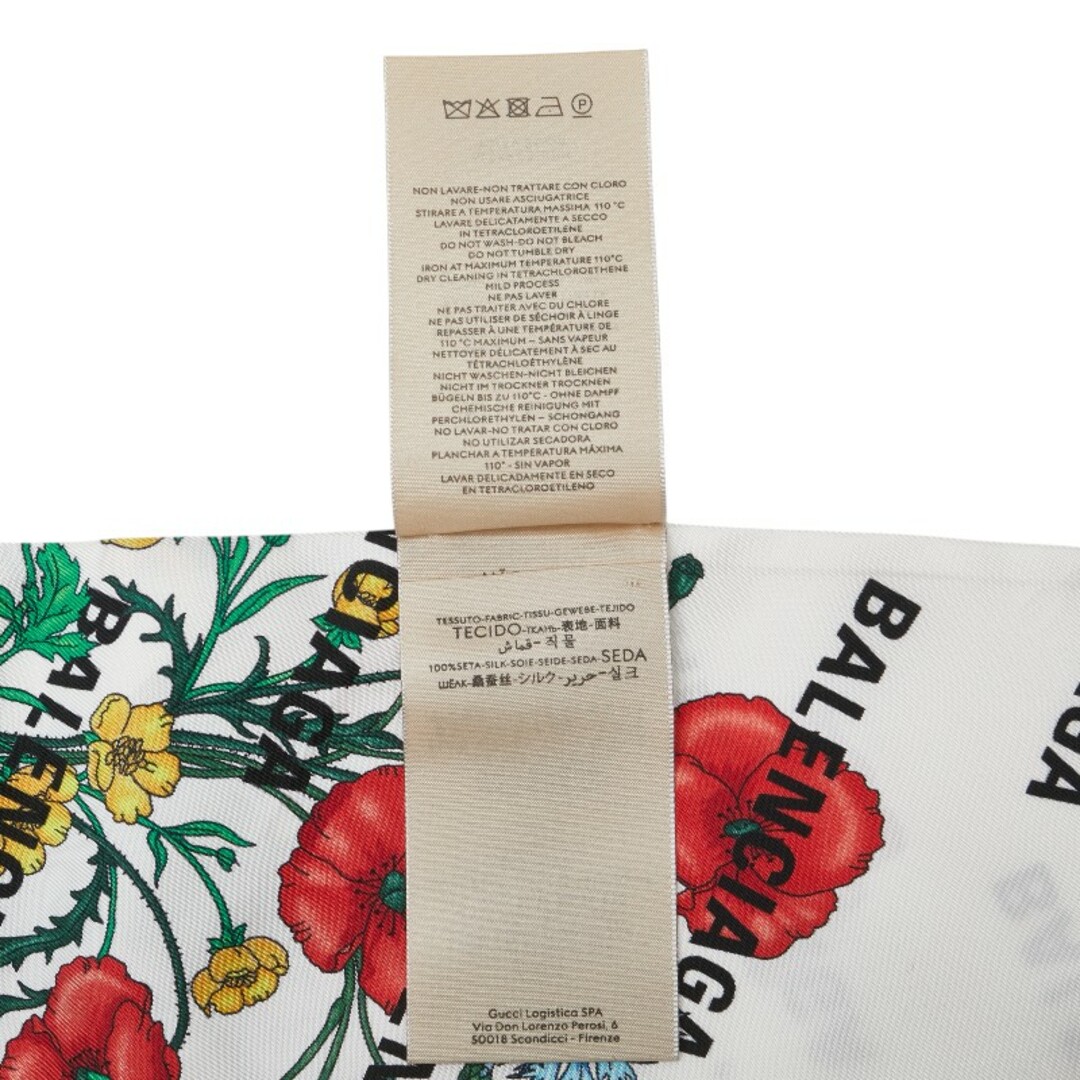 P
NON LAVARE-NON TRATTARE CON CLORO
NON USARE ASCIUGATRICE
STIRARE A TEMPERATURA MASSIMA 110 °C
LAVARE DELICATAMENTE A SECCO
IN TETRACLOROETILENE
DO NOT WASH-DO NOT BLEACH
DO NOT TUMBLE DRY
IRON AT MAXIMUM TEMPERATURE 110°C
DRY CLEANING IN TETRACHLOROETHENE
MILD PROCESS
NE PAS LAVER
NE PAS TRAITER AVEC DU CHLORE
NE PAS UTILISER DE SÉCHOIR À LINGE
REPASSER À UNE TEMPÉRATURE DE
110 °C MAXIMUM – SANS VAPEUR
NETTOYER DÉLICATEMENT À SEC AU
TÉTRACHLOÉTHYLÈNE
NICHT WASCHEN-NICHT BLEICHEN
NICHT IM TROCKNER TROCKNEN
BÜGELN BIS ZU 110°C - OHNE DAMPF
CHEMISCHE REINIGUNG MIT
PERCHLORETHYLEN – SCHONGANG
NO LAVAR-NO TRATAR CON CLORO
NO UTILIZAR SECADORA
PLANCHAR A TEMPERATURA MÁXIMA
110° - SIN VAPOR
LAVAR DELICADAMENTE EN SECO
EN TETRACLOROETILENO
TESSUTO-FABRIC-TISSU-GEWEBE-TEJIDO
TECIDO-ТКАНЬ-表地-面料
قماش-직물
100%SETA-SILK-SOIE-SEIDE-SEDA-SEDA
ШЁЛК-桑蚕丝-シルク-حرير-실크
Gucci Logistica SPA
Via Don Lorenzo Perosi, 6
50018 Scandicci - Firenze
BALENC
NCIAGA
BALENCIAGA
GA